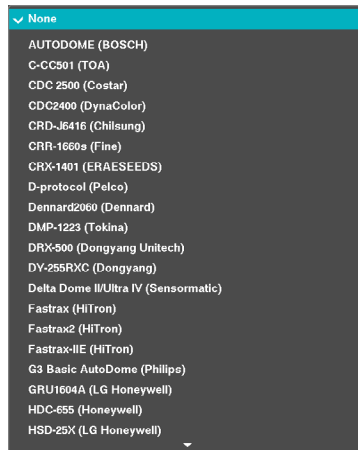 None
AUTODOME (BOSCH)
C-CC501 (TOA)
CDC 2500 (Costar)
CDC2400 (DynaColor)
CRD-J6416 (Chilsung)
CRR-1660s (Fine)
CRX-1401 (ERAESEEDS)
D-protocol (Pelco)
Dennard2060 (Dennard)
DMP-1223 (Tokina)
DRX-500 (Dongyang Unitech)
DY-255RXC (Dongyang)
Delta Dome II/Ultra IV (Sensormatic)
Fastrax (HiTron)
Fastrax2 (HiTron)
Fastrax-IIE (HiTron)
G3 Basic AutoDome (Philips)
GRU1604A (LG Honeywell)
HDC-655 (Honeywell)
HSD-25X (LG Honeywell)